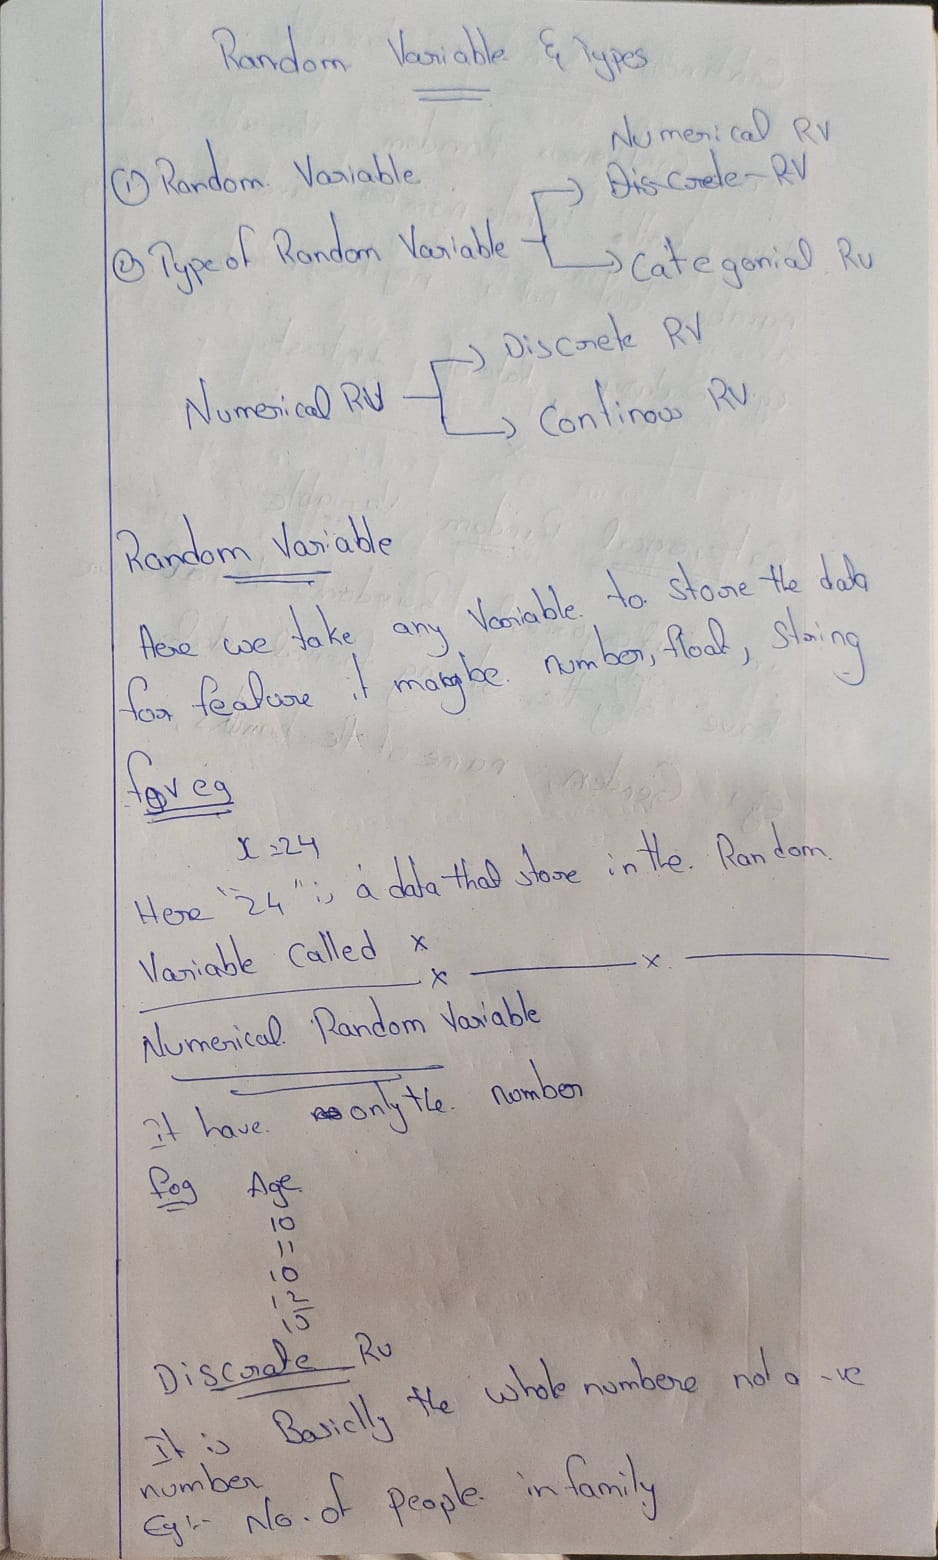 Random Variable & Types
Numerical RV
① Random Variable
Discrete - RV
② Type of Random Variable
Categorial RV
Discrete RV
Numerical RV
Continous RV
Random Variable
Here we take any Variable to store the data
for feature it maybe number, float, string
for eg
x = 24
Here "24" is a data that store in the Random
Variable called x
x x
Numerical Random Variable
It have only the number
Age
10
11
10
12
15
Discrate RV
It is Basiclly the whole numbere not a -ve
number
Eg:- No. of people in family